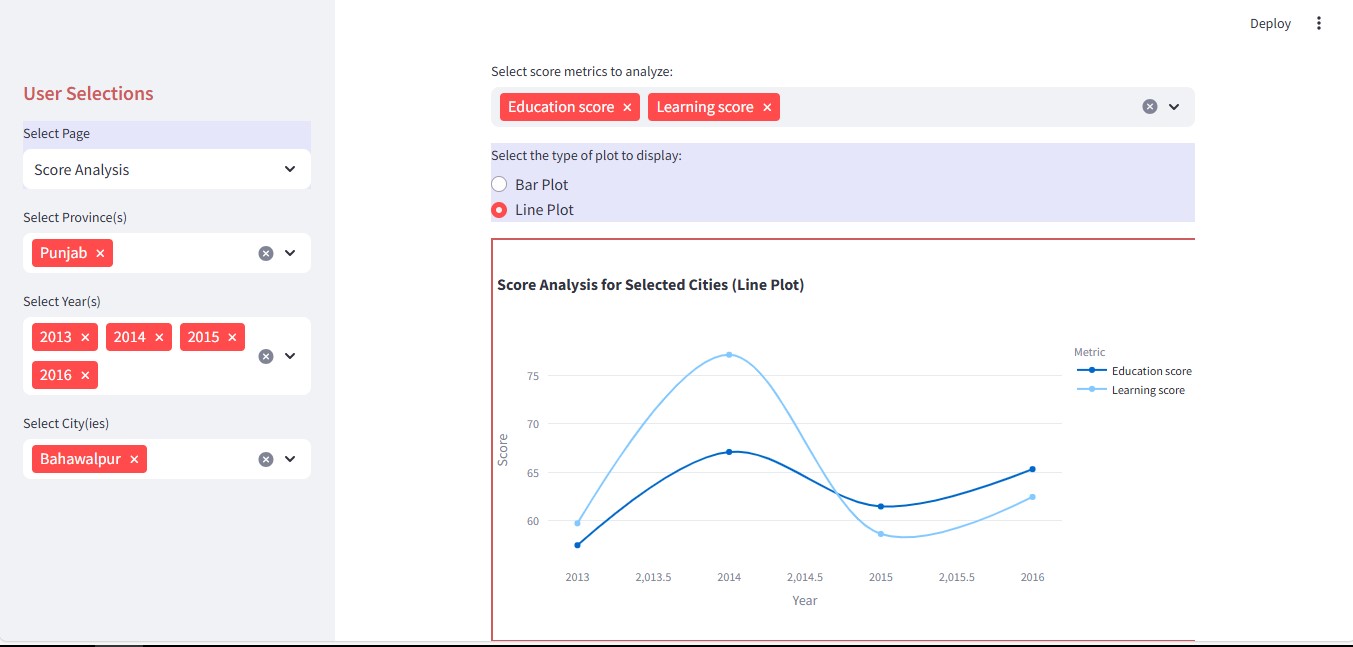 Deploy
User Selections
Select Page
Score Analysis
Select Province(s)
Punjab ×
Select Year(s)
2013 × 2014 × 2015 ×
2016 ×
Select City(ies)
Bahawalpur ×
Select score metrics to analyze:
Education score × Learning score ×
Select the type of plot to display:
Bar Plot
Line Plot
Score Analysis for Selected Cities (Line Plot)
Metric
Education score
Learning score
Score
75
70
65
60
2013 2,013.5 2014 2,014.5 2015 2,015.5 2016
Year